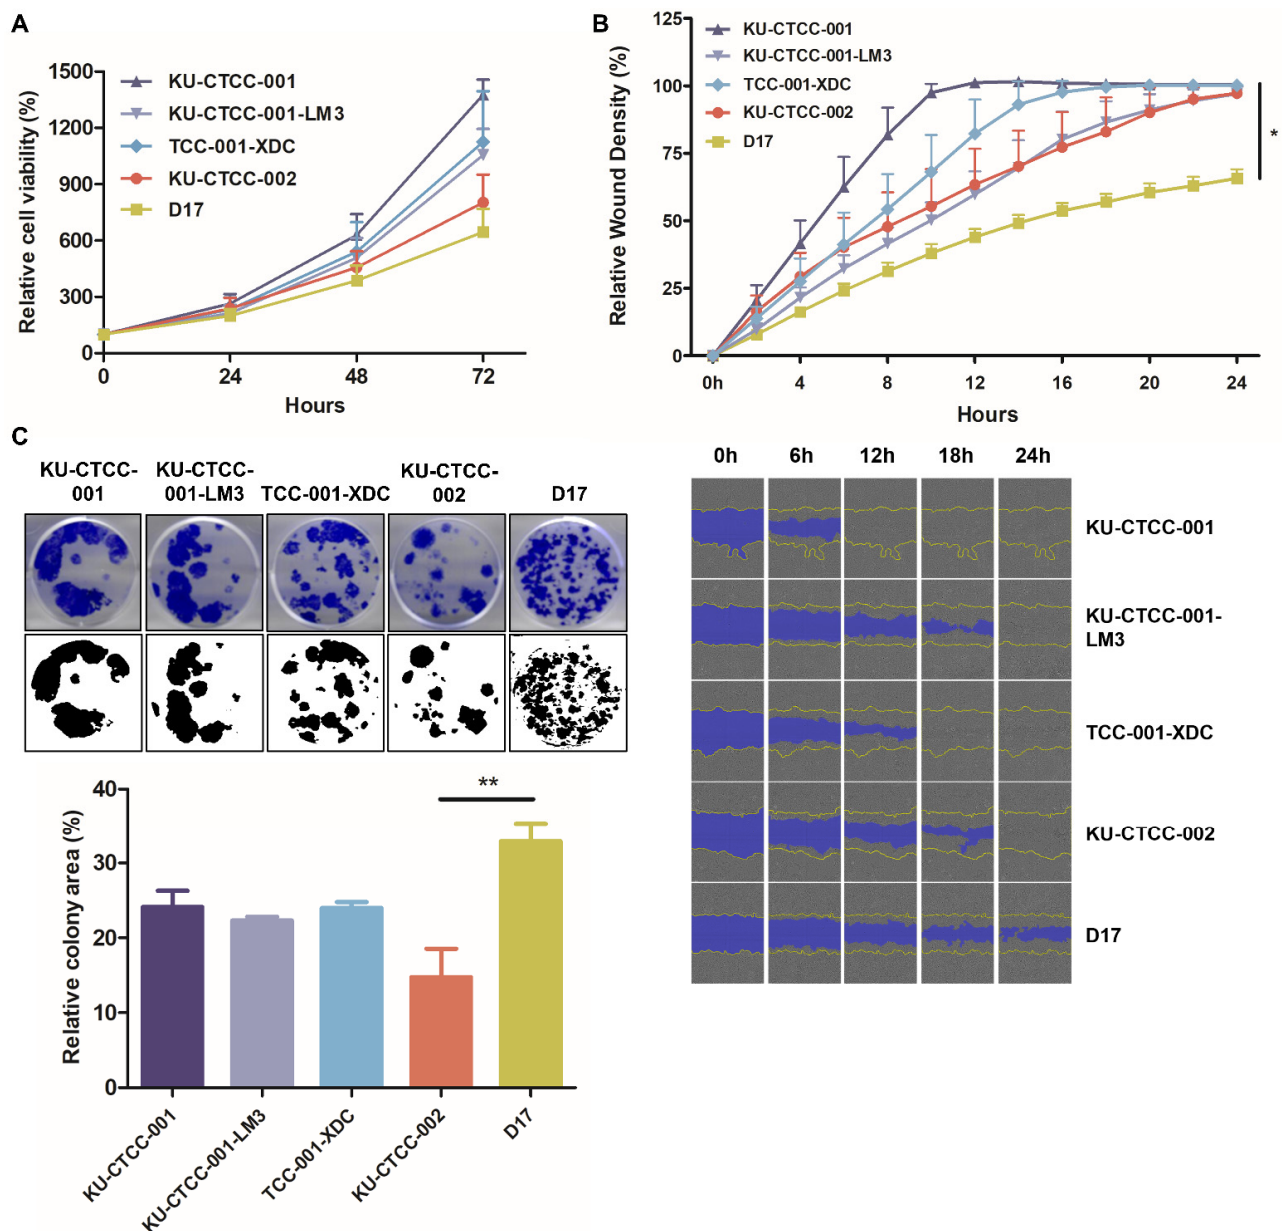 A
Relative cell viability (%)
1500
1200
900
600
300
0
KU-CTCC-001
KU-CTCC-001-LM3
TCC-001-XDC
KU-CTCC-002
D17
0
24
48
72
Hours
B
Relative Wound Density (%)
125
100
75
50
25
0
KU-CTCC-001
KU-CTCC-001-LM3
TCC-001-XDC
KU-CTCC-002
D17
*
0h
4
8
12
16
20
24
Hours
0h
6h
12h
18h
24h
KU-CTCC-001
KU-CTCC-001-
LM3
TCC-001-XDC
KU-CTCC-002
D17
C
KU-CTCC-
001
KU-CTCC-
001-LM3
TCC-001-XDC
KU-CTCC-
002
D17
Relative colony area (%)
40
30
20
10
0
**
KU-CTCC-001
KU-CTCC-001-LM3
TCC-001-XDC
KU-CTCC-002
D17